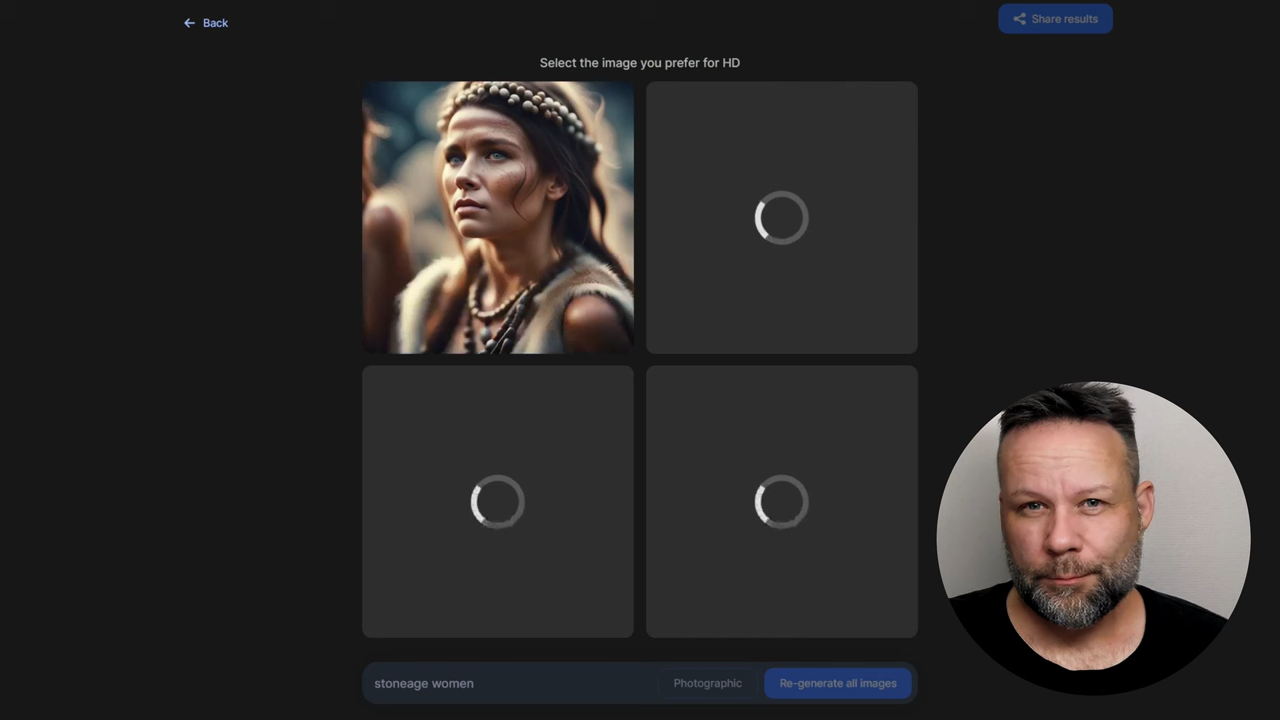 Back
Share results
Select the image you prefer for HD
stoneage women
Photographic
Re-generate all images